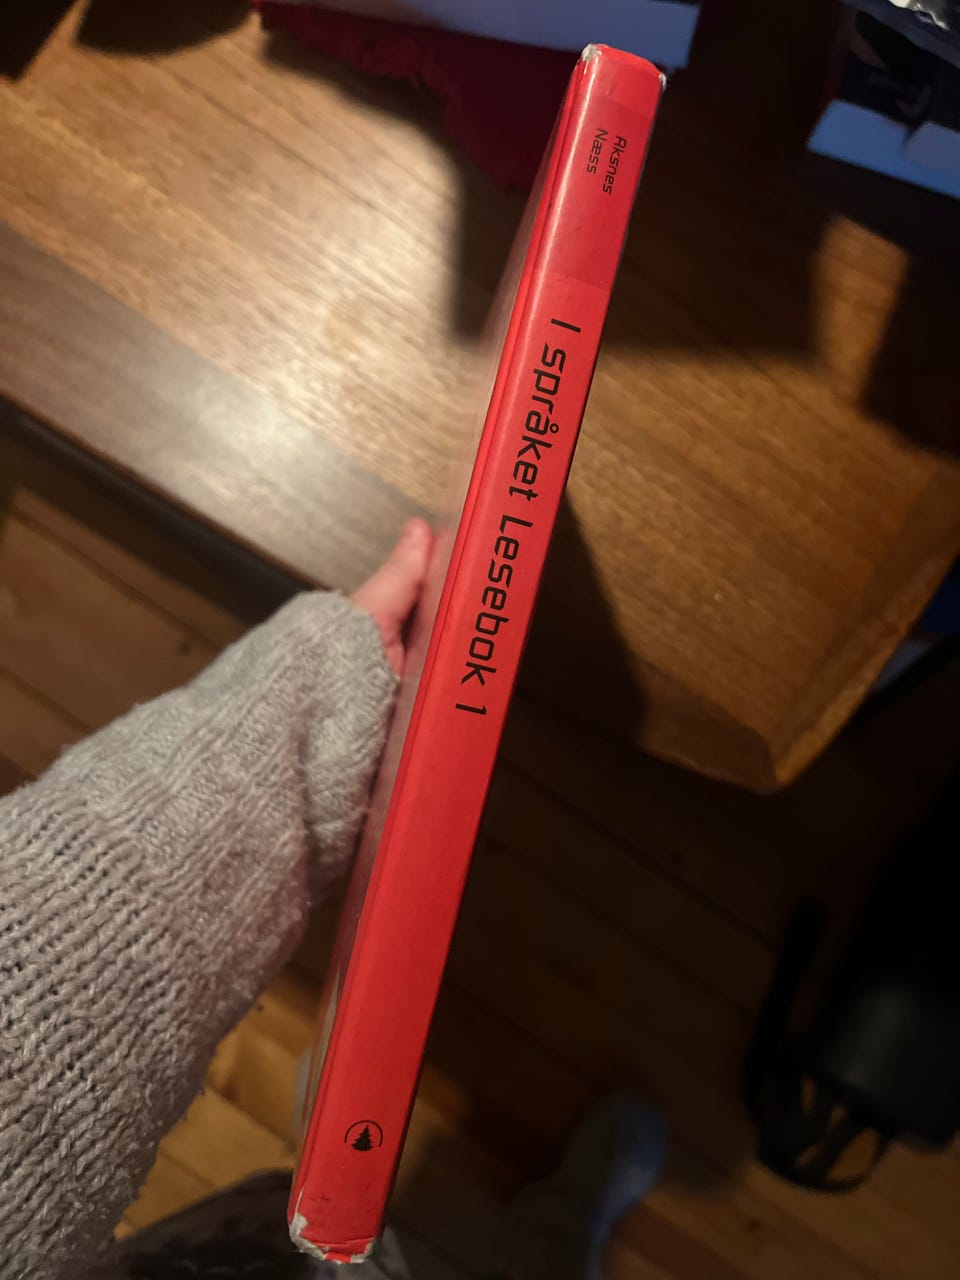 Aksnes
Næss
I språket Lesebok 1